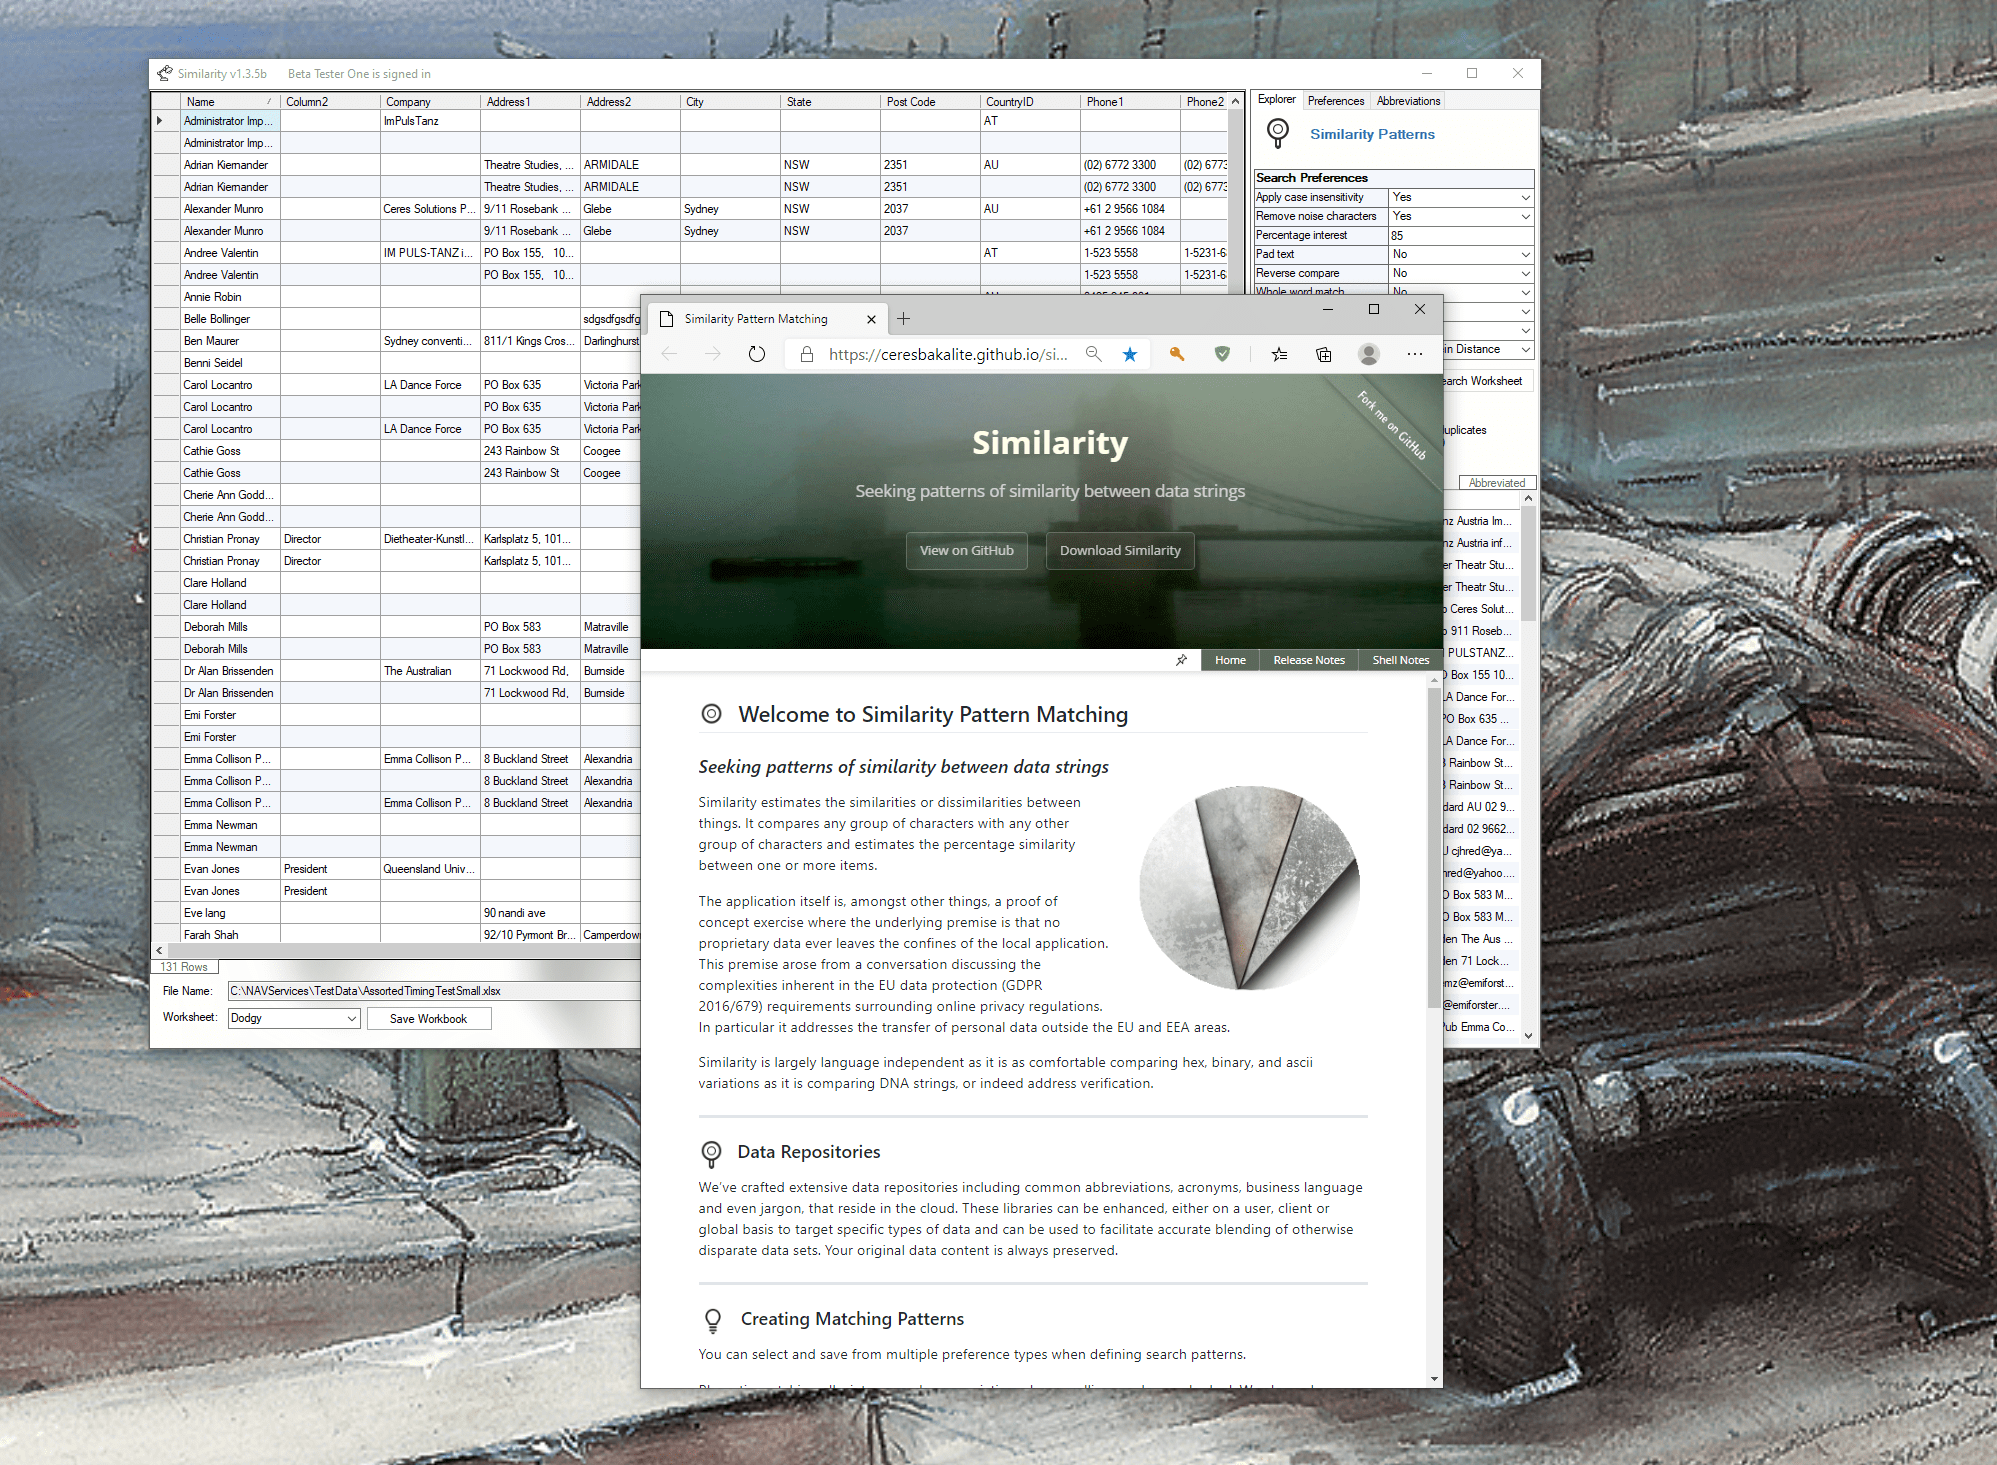 Similarity v1.3.5b Beta Tester One is signed in
Name Column2 Company Address1 Address2 City State Post Code CountryID Phone1 Phone2
Administrator Imp... ImPulsTanz AT
Administrator Imp...
Adrian Kiernander Theatre Studies, ... ARMIDALE NSW 2351 AU (02) 6772 3300 (02) 6773
Adrian Kiernander Theatre Studies, ... ARMIDALE NSW 2351 (02) 6772 3300 (02) 6773
Alexander Munro Ceres Solutions P... 9/11 Rosebank ... Glebe Sydney NSW 2037 AU +61 2 9566 1084
Alexander Munro 9/11 Rosebank ... Glebe Sydney NSW 2037 +61 2 9566 1084
Andree Valentin IM PULS-TANZ i... PO Box 155, 10... AT 1-523 5558 1-5231-6
Andree Valentin PO Box 155, 10... 1-523 5558 1-5231-6
Annie Robin
Belle Bollinger sdgsdfgsdfg
Ben Maurer Sydney conventi... 811/1 Kings Cros... Darlinghurst
Benni Seidel
Carol Locantro LA Dance Force PO Box 635 Victoria Park
Carol Locantro PO Box 635 Victoria Park
Carol Locantro LA Dance Force PO Box 635 Victoria Park
Cathie Goss 243 Rainbow St Coogee
Cathie Goss 243 Rainbow St Coogee
Cherie Ann Godd...
Cherie Ann Godd...
Christian Pronay Director Dietheater-Kunstl... Karlsplatz 5, 101...
Christian Pronay Director Karlsplatz 5, 101...
Clare Holland
Clare Holland
Deborah Mills PO Box 583 Matraville
Deborah Mills PO Box 583 Matraville
Dr Alan Brissenden The Australian 71 Lockwood Rd, Burnside
Dr Alan Brissenden 71 Lockwood Rd, Burnside
Emi Forster
Emi Forster
Emma Collison P... Emma Collison P... 8 Buckland Street Alexandria
Emma Collison P... 8 Buckland Street Alexandria
Emma Collison P... Emma Collison P... 8 Buckland Street Alexandria
Emma Newman
Emma Newman
Evan Jones President Queensland Univ...
Evan Jones President
Eve lang 90 nandi ave
Farah Shah 92/10 Pyrmont Br... Camperdow
131 Rows
File Name: C:\NAVServices\TestData\AssortedTimingTestSmall.xlsx
Worksheet: Dodgy Save Workbook
Explorer Preferences Abbreviations
Similarity Patterns
Search Preferences
Apply case insensitivity Yes
Remove noise characters Yes
Percentage interest 85
Pad text No
Reverse compare No
Whole word match No
in Distance
earch Worksheet
uplicates
Abbreviated
nz Austria Im...
nz Austria inf...
er Theatr Stu...
er Theatr Stu...
o Ceres Solut...
o 911 Roseb...
PULSTANZ...
O Box 155 10...
LA Dance For...
PO Box 635 ...
LA Dance For...
3 Rainbow St...
3 Rainbow St...
dard AU 02 9...
dard 02 9662...
U cjhred@ya...
hred@yahoo....
O Box 583 M...
O Box 583 M...
den The Aus ...
den 71 Lock...
mz@emiforst...
@emiforster....
Pub Emma Co...
Similarity Pattern Matching
https://ceresbakalite.github.io/si...
Fork me on GitHub
Similarity
Seeking patterns of similarity between data strings
View on GitHub Download Similarity
Home Release Notes Shell Notes
Welcome to Similarity Pattern Matching
Seeking patterns of similarity between data strings
Similarity estimates the similarities or dissimilarities between
things. It compares any group of characters with any other
group of characters and estimates the percentage similarity
between one or more items.
The application itself is, amongst other things, a proof of
concept exercise where the underlying premise is that no
proprietary data ever leaves the confines of the local application.
This premise arose from a conversation discussing the
complexities inherent in the EU data protection (GDPR
2016/679) requirements surrounding online privacy regulations.
In particular it addresses the transfer of personal data outside the EU and EEA areas.
Similarity is largely language independent as it is as comfortable comparing hex, binary, and ascii
variations as it is comparing DNA strings, or indeed address verification.
Data Repositories
We've crafted extensive data repositories including common abbreviations, acronyms, business language
and even jargon, that reside in the cloud. These libraries can be enhanced, either on a user, client or
global basis to target specific types of data and can be used to facilitate accurate blending of otherwise
disparate data sets. Your original data content is always preserved.
Creating Matching Patterns
You can select and save from multiple preference types when defining search patterns.